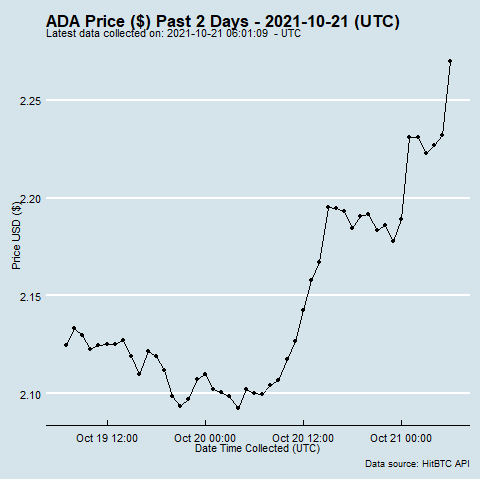 ADA Price ($) Past 2 Days - 2021-10-21 (UTC)
Latest data collected on: 2021-10-21 06:01:09 - UTC
Price USD ($)
2.25
2.20
2.15
2.10
Oct 19 12:00 Oct 20 00:00 Oct 20 12:00 Oct 21 00:00
Date Time Collected (UTC)
Data source: HitBTC API